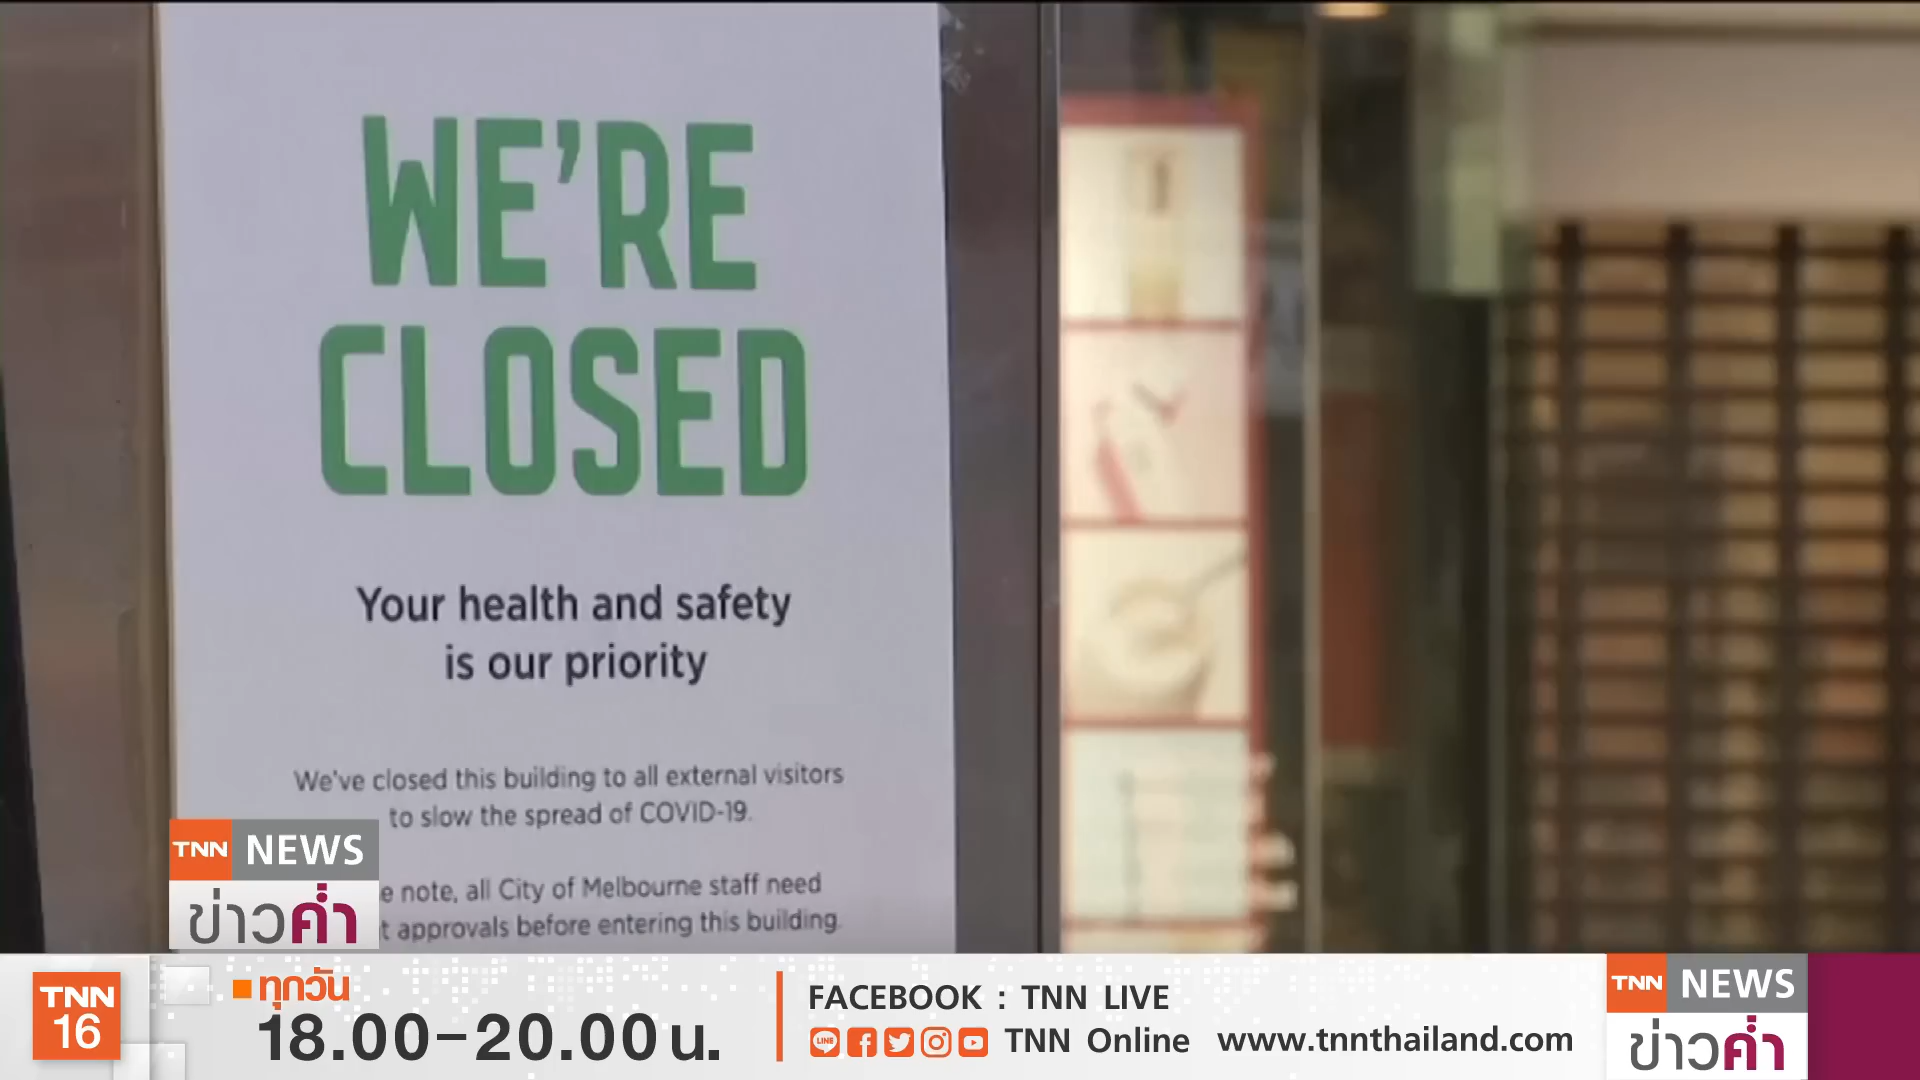 WE'RE
CLOSED
Your health and safety
is our priority
We've closed this building to all external visitors
to slow the spread of COVID-19.
e note, all City of Melbourne staff need
t approvals before entering this building.
TNN NEWS
ข่าวค่ำ
TNN
16
ทุกวัน
18.00-20.00 น.
FACEBOOK : TNN LIVE
LINE TNN Online www.tnnthailand.com
TNN NEWS
ข่าวค่ำ